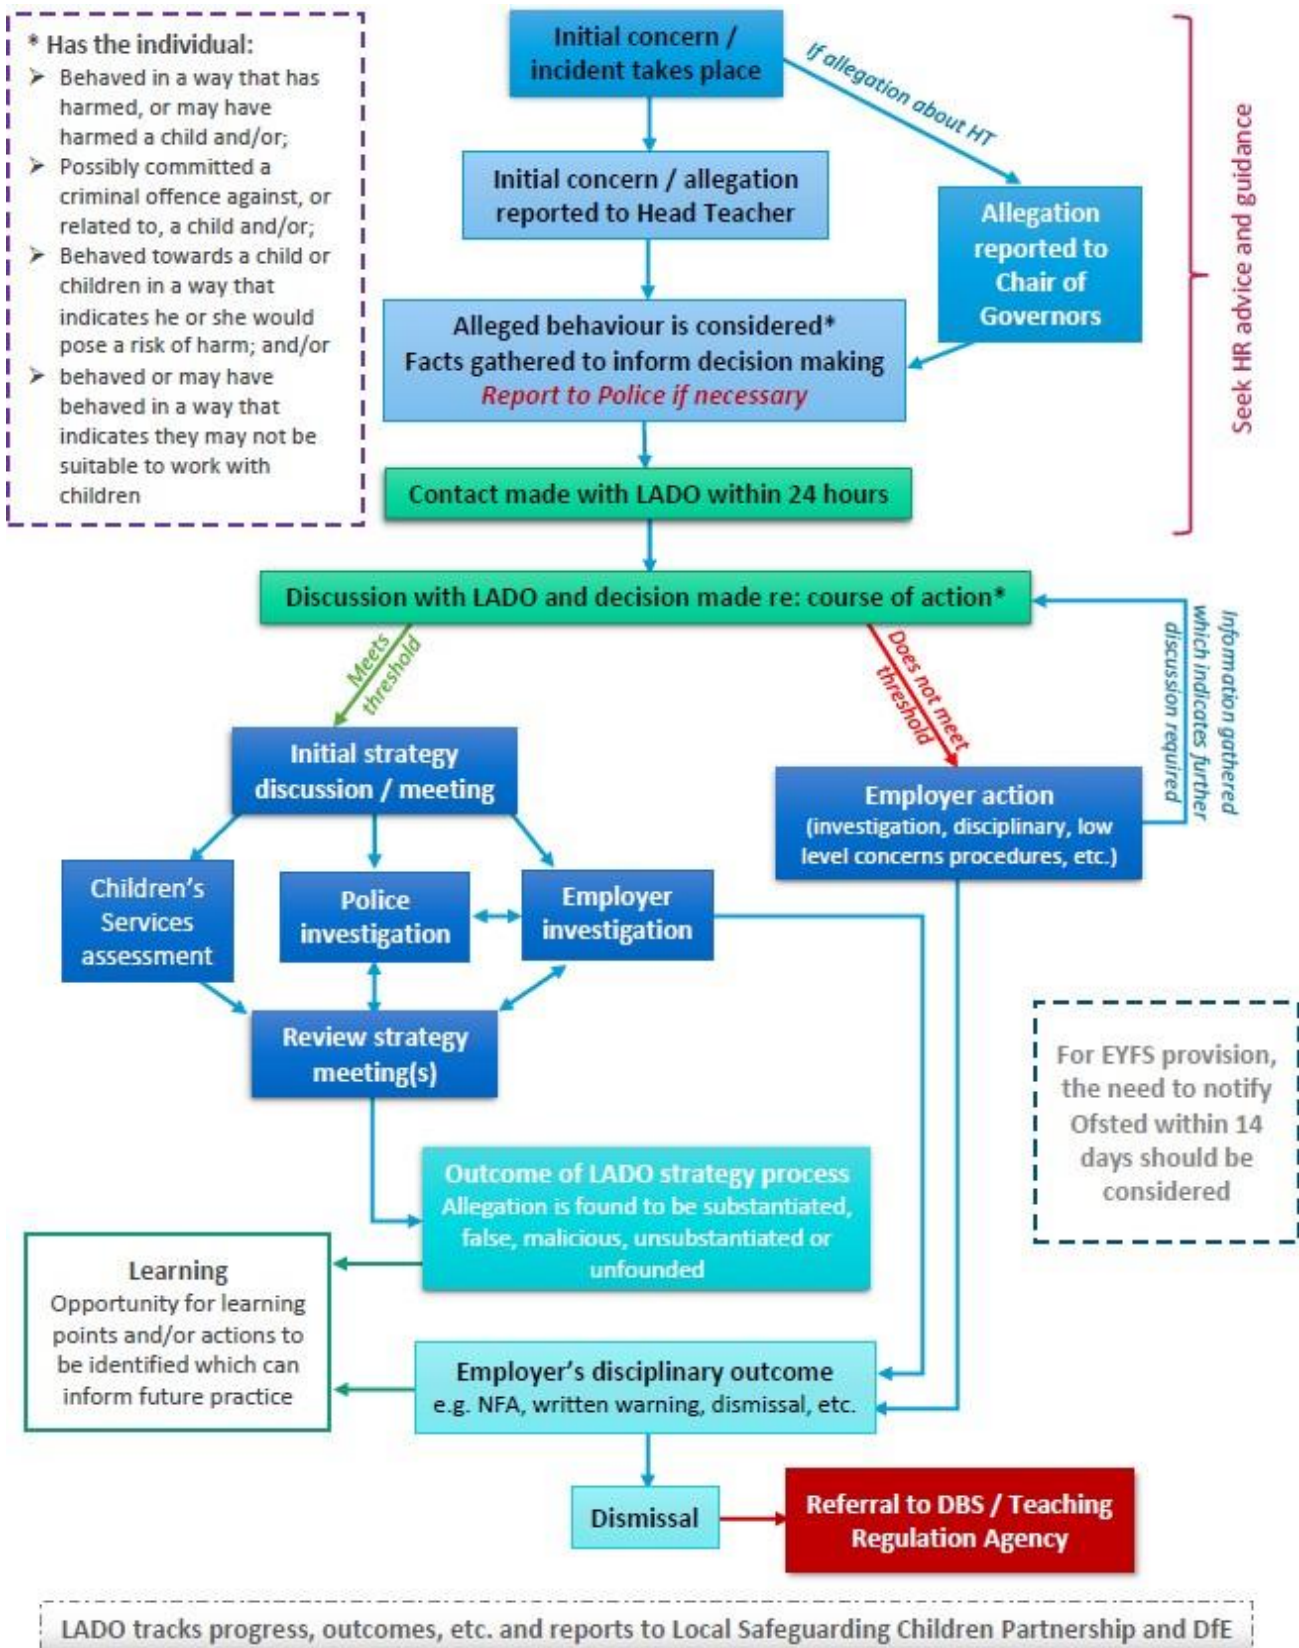 * Has the individual:
➤ Behaved in a way that has
harmed, or may have
harmed a child and/or;
➤ Possibly committed a
criminal offence against, or
related to, a child and/or;
➤ Behaved towards a child or
children in a way that
indicates he or she would
pose a risk of harm; and/or
➤ behaved or may have
behaved in a way that
indicates they may not be
suitable to work with
children
Initial concern /
incident takes place
If allegation about HT
Initial concern / allegation
reported to Head Teacher
Allegation
reported to
Chair of
Governors
Alleged behaviour is considered*
Facts gathered to inform decision making
Report to Police if necessary
Contact made with LADO within 24 hours
Seek HR advice and guidance
Discussion with LADO and decision made re: course of action*
Meets
threshold
Does not meet
threshold
Information gathered
which indicates further
discussion required
Initial strategy
discussion / meeting
Employer action
(investigation, disciplinary, low
level concerns procedures, etc.)
Children's
Services
assessment
Police
investigation
Employer
investigation
Review strategy
meeting(s)
For EYFS provision,
the need to notify
Ofsted within 14
days should be
considered
Outcome of LADO strategy process
Allegation is found to be substantiated,
false, malicious, unsubstantiated or
unfounded
Learning
Opportunity for learning
points and/or actions to
be identified which can
inform future practice
Employer's disciplinary outcome
e.g. NFA, written warning, dismissal, etc.
Dismissal
Referral to DBS / Teaching
Regulation Agency
LADO tracks progress, outcomes, etc. and reports to Local Safeguarding Children Partnership and DfE